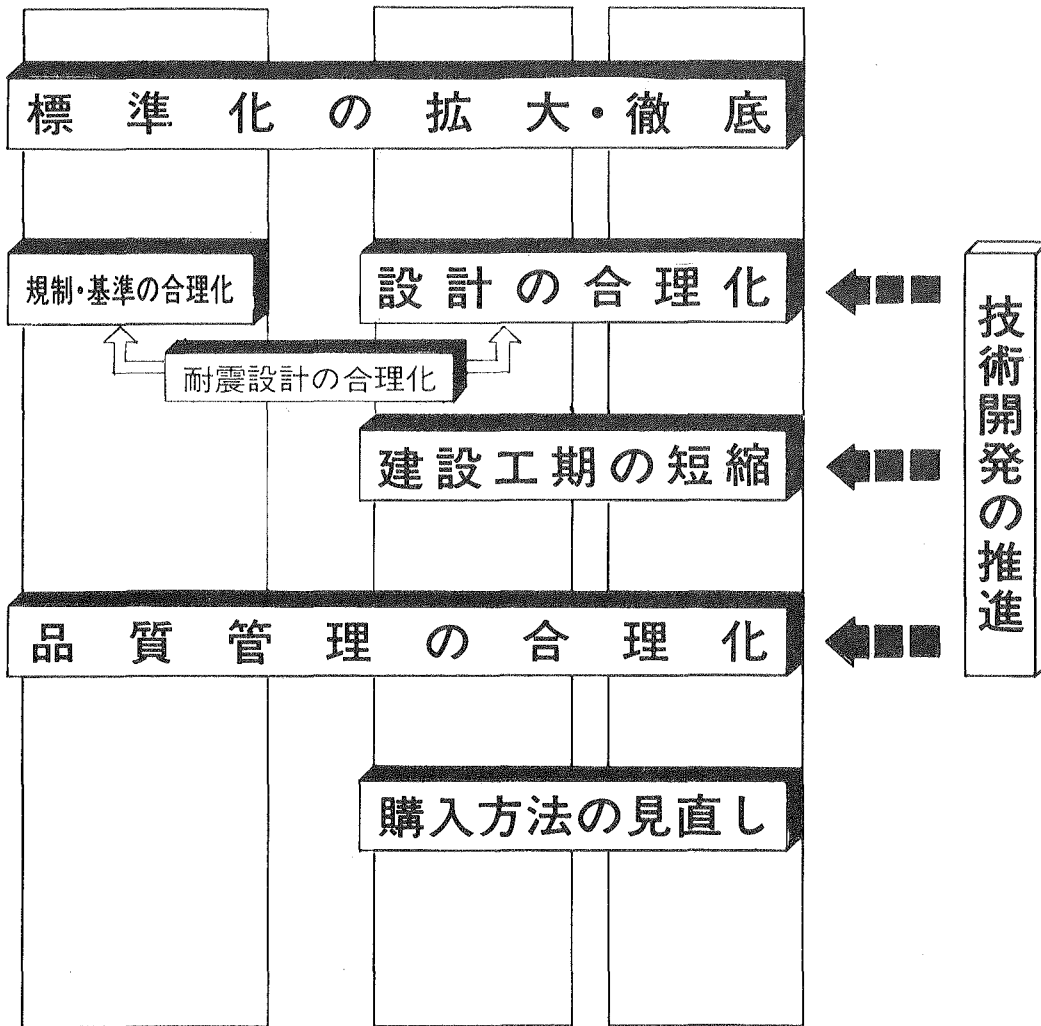 標準化の拡大・徹底
規制・基準の合理化
設計の合理化
耐震設計の合理化
建設工期の短縮
品質管理の合理化
購入方法の見直し
技術開発の推進